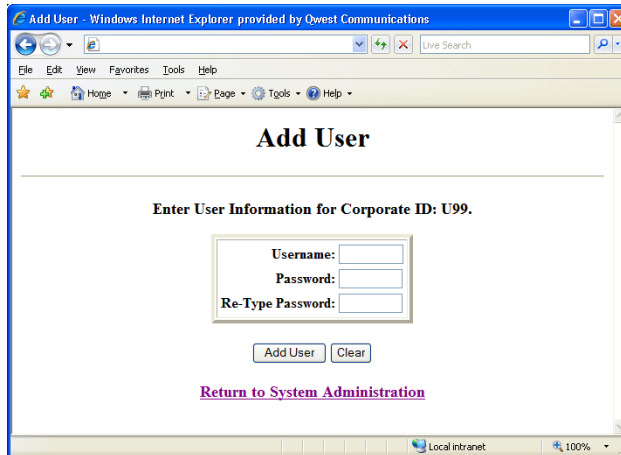 Add User - Windows Internet Explorer provided by Qwest Communications
Live Search
File Edit View Favorites Tools Help
Home Print Page Tools Help
Add User
Enter User Information for Corporate ID: U99.
Username:
Password:
Re-Type Password:
Add User Clear
Return to System Administration
Local intranet 100%